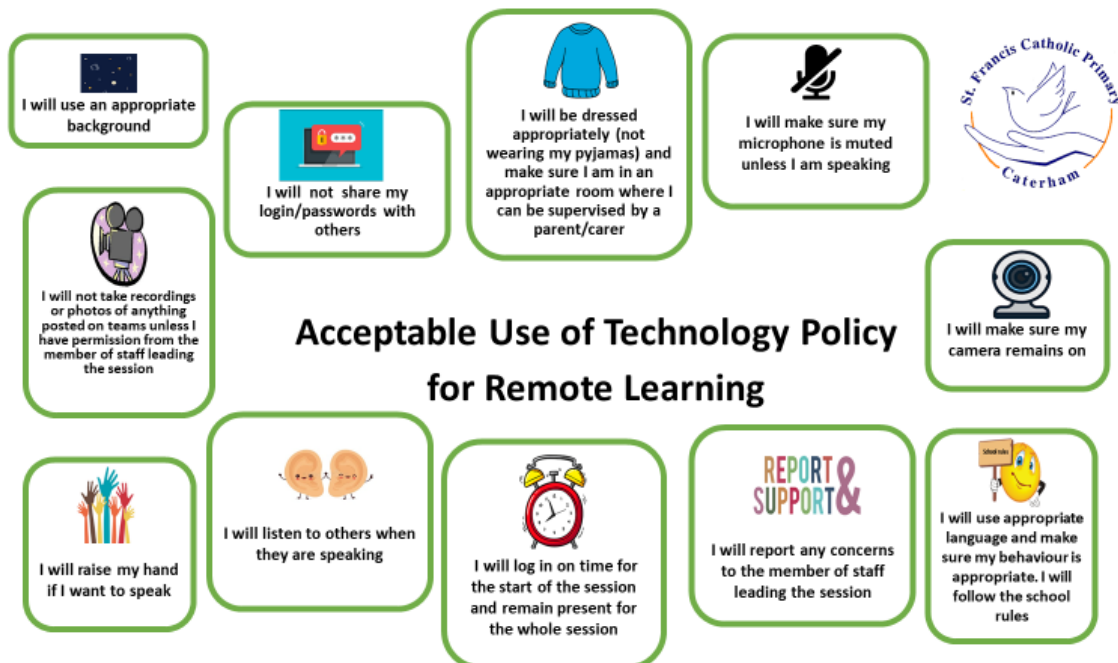 I will use an appropriate
background
I will not share my
login/passwords with
others
I will be dressed
appropriately (not
wearing my pyjamas) and
make sure I am in an
appropriate room where I
can be supervised by a
parent/carer
I will make sure my
microphone is muted
unless I am speaking
St. Francis Catholic Primary
Caterham
I will not take recordings
or photos of anything
posted on teams unless I
have permission from the
member of staff leading
the session
Acceptable Use of Technology Policy
for Remote Learning
I will make sure my
camera remains on
I will raise my hand
if I want to speak
I will listen to others when
they are speaking
I will log in on time for
the start of the session
and remain present for
the whole session
REPORT &
SUPPORT
I will report any concerns
to the member of staff
leading the session
School rules
I will use appropriate
language and make
sure my behaviour is
appropriate. I will
follow the school
rules